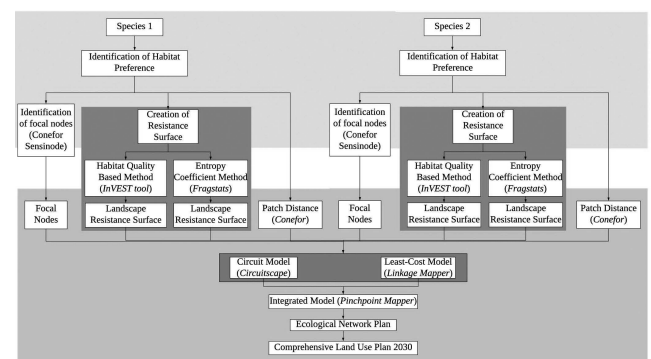 Species 1
Species 2
Identification of Habitat
Preference
Identification of Habitat
Preference
Identification
of focal nodes
(Conefor
Sensinode)
Creation of
Resistance
Surface
Identification
of focal nodes
(Conefor
Sensinode)
Creation of
Resistance
Surface
Habitat Quality
Based Method
(InVEST tool)
Entropy
Coefficient Method
(Fragstats)
Habitat Quality
Based Method
(InVEST tool)
Entropy
Coefficient Method
(Fragstats)
Focal
Nodes
Landscape
Resistance Surface
Landscape
Resistance Surface
Patch Distance
(Conefor)
Focal
Nodes
Landscape
Resistance Surface
Landscape
Resistance Surface
Patch Distance
(Conefor)
Circuit Model
(Circuitscape)
Least-Cost Model
(Linkage Mapper)
Integrated Model (Pinchpoint Mapper)
Ecological Network Plan
Comprehensive Land Use Plan 2030